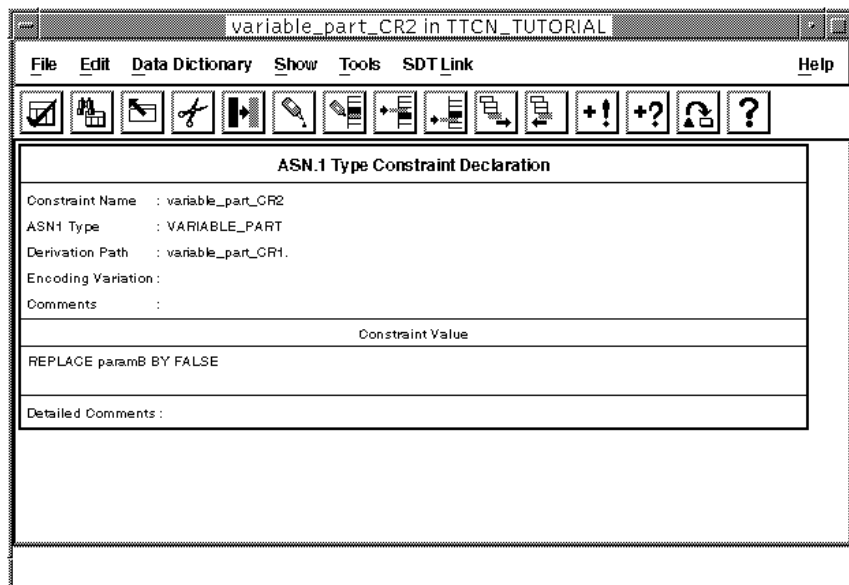 variable_part_CR2 in TTCN_TUTORIAL
File Edit Data Dictionary Show Tools SDT Link Help
+! +? ?
ASN.1 Type Constraint Declaration
Constraint Name : variable_part_CR2
ASN1 Type : VARIABLE_PART
Derivation Path : variable_part_CR1.
Encoding Variation :
Comments :
Constraint Value
REPLACE paramB BY FALSE
Detailed Comments :